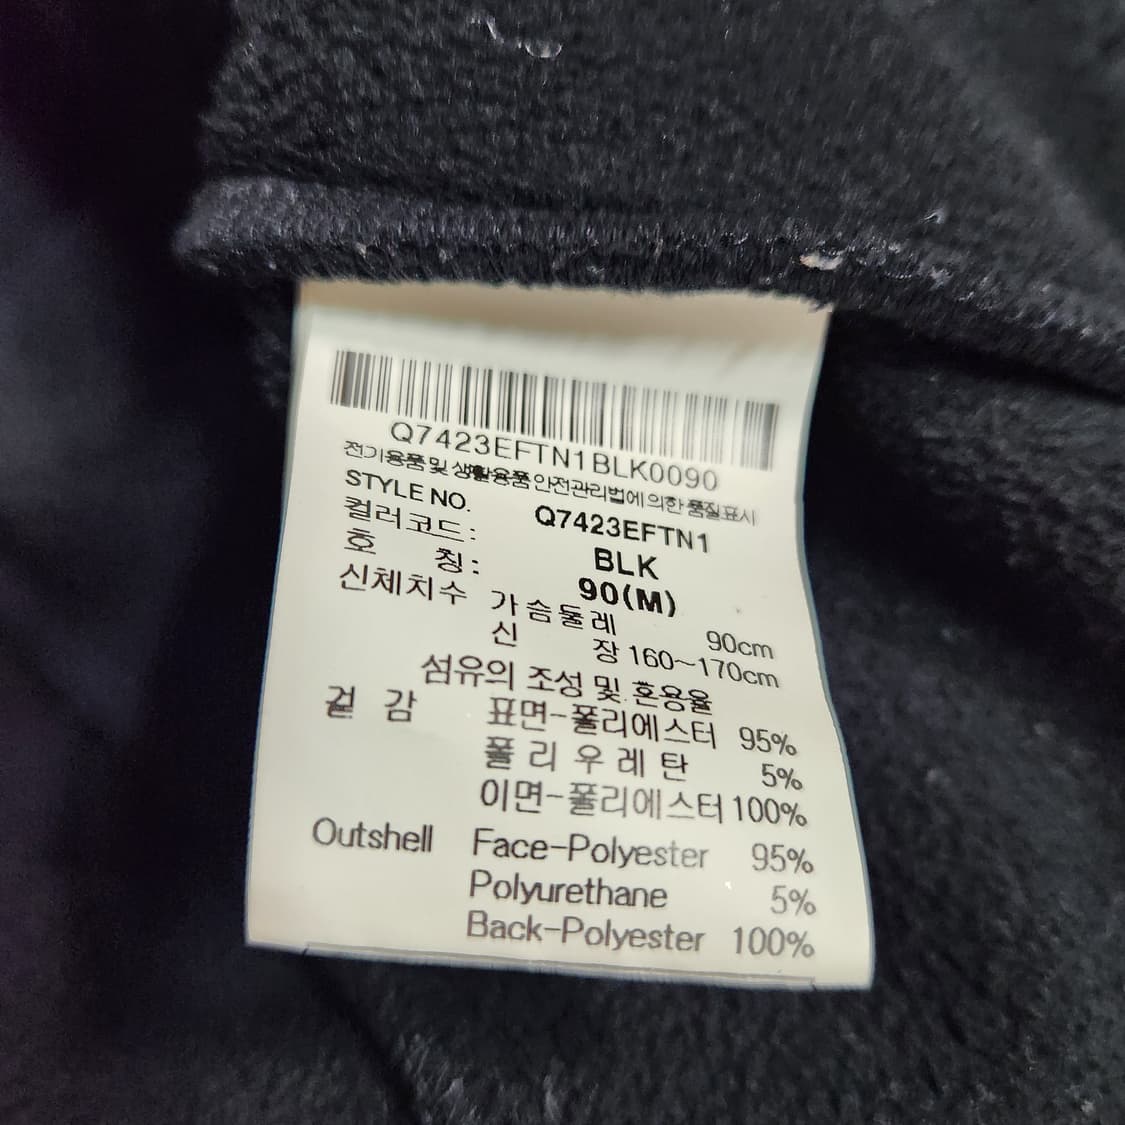 Q7423EFTN1BLK0090
전기용품 및 생활용품 안전관리법에 의한 품질표시
STYLE NO. Q7423EFTN1
컬러코드: BLK
호 칭: 90(M)
신체치수 가슴둘레 90cm
신 장 160~170cm
섬유의 조성 및 혼용율
겉 감 표면-폴리에스터 95%
폴리우레탄 5%
이면-폴리에스터 100%
Outshell Face-Polyester 95%
Polyurethane 5%
Back-Polyester 100%